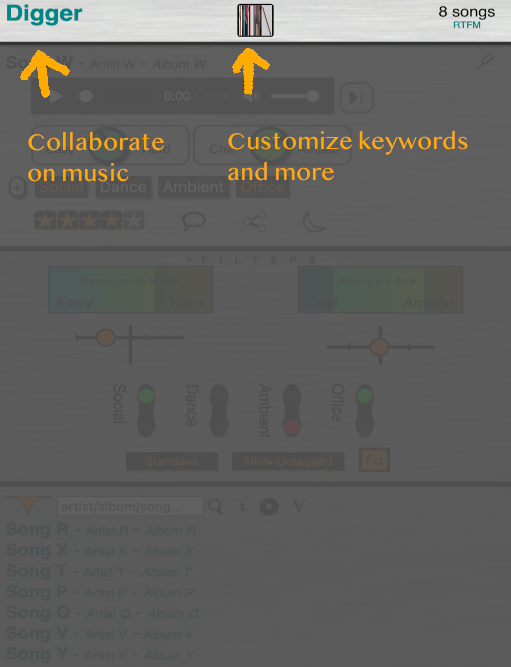 Digger
8 songs
RTFM
Song W - Artist W - Album W
0:00
Collaborate
on music
Customize keywords
and more
Social
Dance
Ambient
Office
FILTERS
Easy
Hard
Chill
Amped
Social
Dance
Ambient
Office
Standard
Allow Untagged
Fq
artist/album/song...
Song R - Artist R - Album R
Song X - Artist X - Album X
Song T - Artist T - Album T
Song P - Artist P - Album P
Song Q - Artist Q - Album Q
Song V - Artist V - Album V
Song Y - Artist Y - Album Y